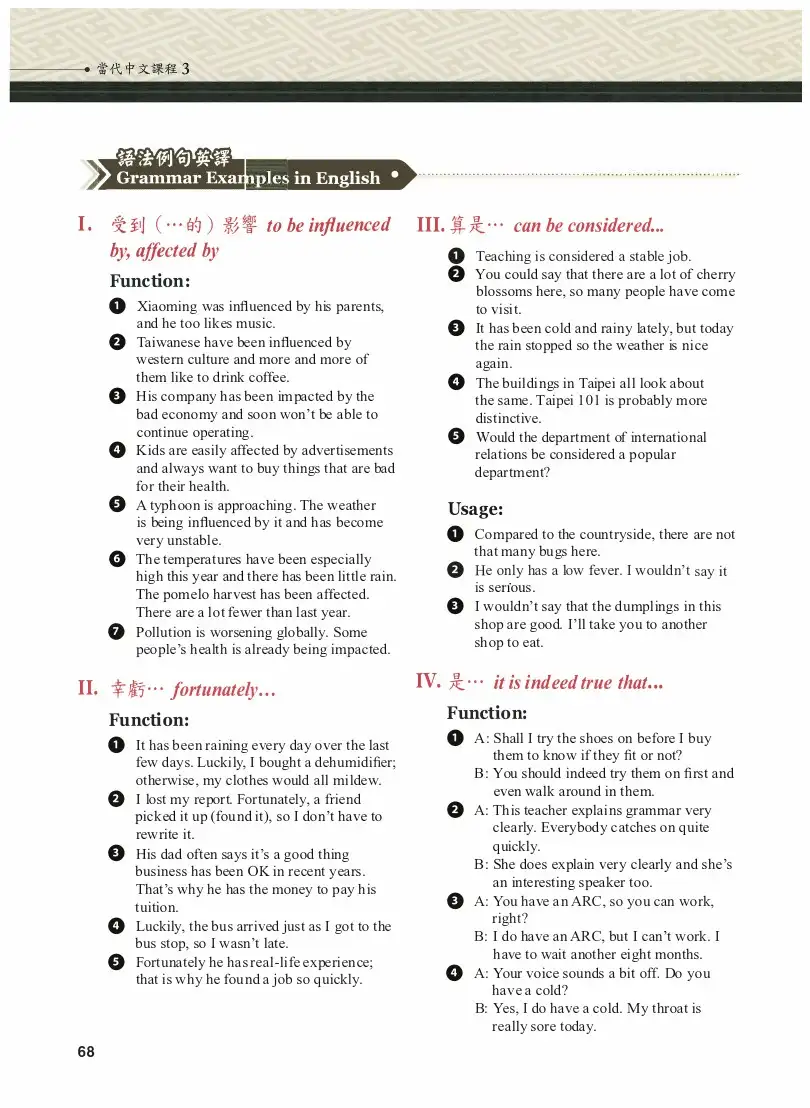 當代中文課程 3
語法例句英譯
Grammar Examples in English
I. 受到（…的）影響 to be influenced
by, affected by
Function:
1 Xiaoming was influenced by his parents,
and he too likes music.
2 Taiwanese have been influenced by
western culture and more and more of
them like to drink coffee.
3 His company has been impacted by the
bad economy and soon won't be able to
continue operating.
4 Kids are easily affected by advertisements
and always want to buy things that are bad
for their health.
5 A typhoon is approaching. The weather
is being influenced by it and has become
very unstable.
6 The temperatures have been especially
high this year and there has been little rain.
The pomelo harvest has been affected.
There are a lot fewer than last year.
7 Pollution is worsening globally. Some
people's health is already being impacted.
II. 幸虧… fortunately…
Function:
1 It has been raining every day over the last
few days. Luckily, I bought a dehumidifier;
otherwise, my clothes would all mildew.
2 I lost my report. Fortunately, a friend
picked it up (found it), so I don't have to
rewrite it.
3 His dad often says it's a good thing
business has been OK in recent years.
That's why he has the money to pay his
tuition.
4 Luckily, the bus arrived just as I got to the
bus stop, so I wasn't late.
5 Fortunately he has real-life experience;
that is why he found a job so quickly.
III. 算是… can be considered...
1 Teaching is considered a stable job.
2 You could say that there are a lot of cherry
blossoms here, so many people have come
to visit.
3 It has been cold and rainy lately, but today
the rain stopped so the weather is nice
again.
4 The buildings in Taipei all look about
the same. Taipei 101 is probably more
distinctive.
5 Would the department of international
relations be considered a popular
department?
Usage:
1 Compared to the countryside, there are not
that many bugs here.
2 He only has a low fever. I wouldn't say it
is serious.
3 I wouldn't say that the dumplings in this
shop are good. I'll take you to another
shop to eat.
IV. 是… it is indeed true that...
Function:
1 A: Shall I try the shoes on before I buy
them to know if they fit or not?
B: You should indeed try them on first and
even walk around in them.
2 A: This teacher explains grammar very
clearly. Everybody catches on quite
quickly.
B: She does explain very clearly and she's
an interesting speaker too.
3 A: You have an ARC, so you can work,
right?
B: I do have an ARC, but I can't work. I
have to wait another eight months.
4 A: Your voice sounds a bit off. Do you
have a cold?
B: Yes, I do have a cold. My throat is
really sore today.
68